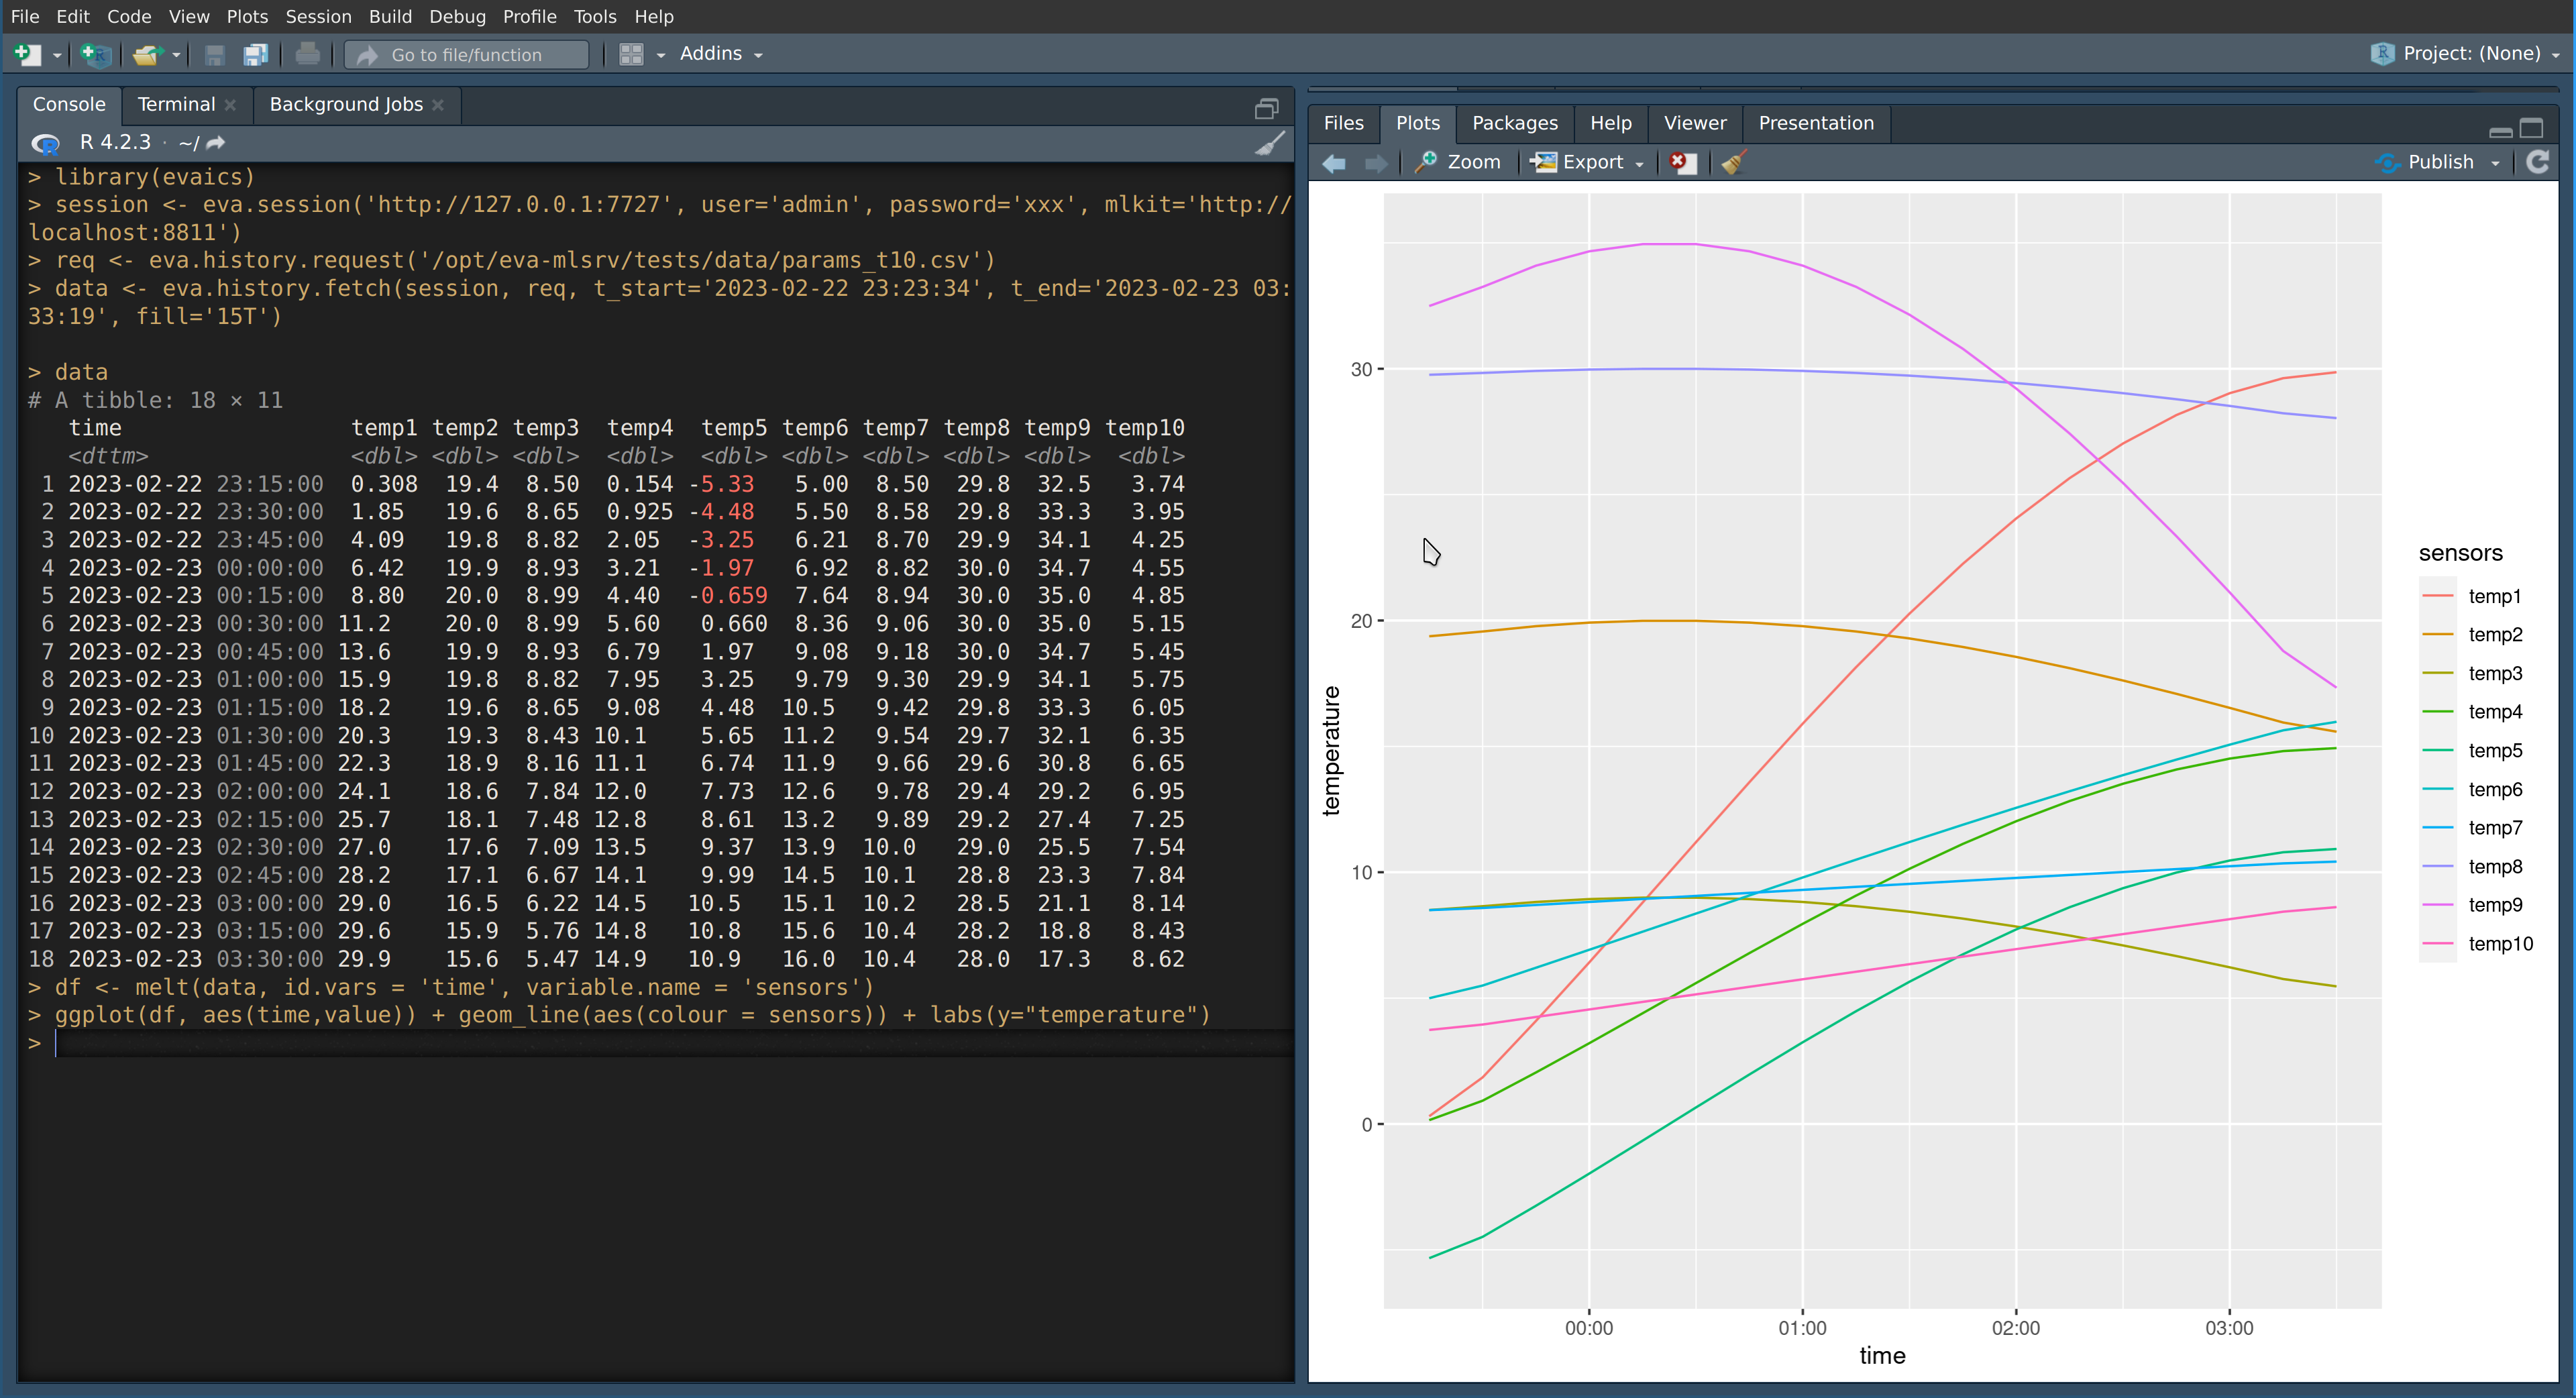 File Edit Code View Plots Session Build Debug Profile Tools Help
Go to file/function Addins Project: (None)
Console Terminal Background Jobs
R 4.2.3 · ~/
> library(evaics)
> session <- eva.session('http://127.0.0.1:7727', user='admin', password='xxx', mlkit='http://
localhost:8811')
> req <- eva.history.request('/opt/eva-mlsrv/tests/data/params_t10.csv')
> data <- eva.history.fetch(session, req, t_start='2023-02-22 23:23:34', t_end='2023-02-23 03:
33:19', fill='15T')
> data
# A tibble: 18 × 11
time temp1 temp2 temp3 temp4 temp5 temp6 temp7 temp8 temp9 temp10
<dttm> <dbl> <dbl> <dbl> <dbl> <dbl> <dbl> <dbl> <dbl> <dbl> <dbl>
1 2023-02-22 23:15:00 0.308 19.4 8.50 0.154 -5.33 5.00 8.50 29.8 32.5 3.74
2 2023-02-22 23:30:00 1.85 19.6 8.65 0.925 -4.48 5.50 8.58 29.8 33.3 3.95
3 2023-02-22 23:45:00 4.09 19.8 8.82 2.05 -3.25 6.21 8.70 29.9 34.1 4.25
4 2023-02-23 00:00:00 6.42 19.9 8.93 3.21 -1.97 6.92 8.82 30.0 34.7 4.55
5 2023-02-23 00:15:00 8.80 20.0 8.99 4.40 -0.659 7.64 8.94 30.0 35.0 4.85
6 2023-02-23 00:30:00 11.2 20.0 8.99 5.60 0.660 8.36 9.06 30.0 35.0 5.15
7 2023-02-23 00:45:00 13.6 19.9 8.93 6.79 1.97 9.08 9.18 30.0 34.7 5.45
8 2023-02-23 01:00:00 15.9 19.8 8.82 7.95 3.25 9.79 9.30 29.9 34.1 5.75
9 2023-02-23 01:15:00 18.2 19.6 8.65 9.08 4.48 10.5 9.42 29.8 33.3 6.05
10 2023-02-23 01:30:00 20.3 19.3 8.43 10.1 5.65 11.2 9.54 29.7 32.1 6.35
11 2023-02-23 01:45:00 22.3 18.9 8.16 11.1 6.74 11.9 9.66 29.6 30.8 6.65
12 2023-02-23 02:00:00 24.1 18.6 7.84 12.0 7.73 12.6 9.78 29.4 29.2 6.95
13 2023-02-23 02:15:00 25.7 18.1 7.48 12.8 8.61 13.2 9.89 29.2 27.4 7.25
14 2023-02-23 02:30:00 27.0 17.6 7.09 13.5 9.37 13.9 10.0 29.0 25.5 7.54
15 2023-02-23 02:45:00 28.2 17.1 6.67 14.1 9.99 14.5 10.1 28.8 23.3 7.84
16 2023-02-23 03:00:00 29.0 16.5 6.22 14.5 10.5 15.1 10.2 28.5 21.1 8.14
17 2023-02-23 03:15:00 29.6 15.9 5.76 14.8 10.8 15.6 10.4 28.2 18.8 8.43
18 2023-02-23 03:30:00 29.9 15.6 5.47 14.9 10.9 16.0 10.4 28.0 17.3 8.62
> df <- melt(data, id.vars = 'time', variable.name = 'sensors')
> ggplot(df, aes(time,value)) + geom_line(aes(colour = sensors)) + labs(y="temperature")
>
Files Plots Packages Help Viewer Presentation
Zoom Export Publish
30
20
10
0
temperature
00:00 01:00 02:00 03:00
time
sensors
temp1
temp2
temp3
temp4
temp5
temp6
temp7
temp8
temp9
temp10